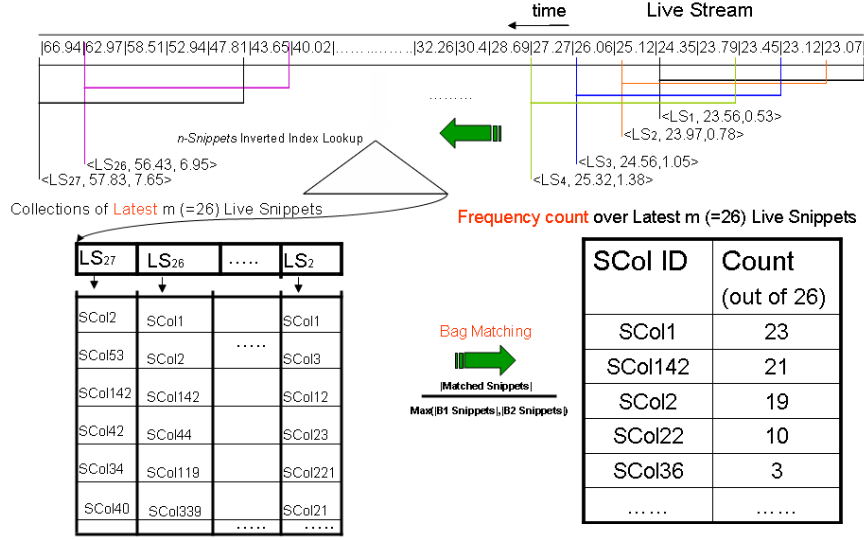 time
Live Stream
|66.94|62.97|58.51|52.94|47.81|43.65|40.02|..................|32.26|30.4|28.69|27.27|26.06|25.12|24.35|23.79|23.45|23.12|23.07|
.........
n-Snippets Inverted Index Lookup
<LS1, 23.56,0.53>
<LS2, 23.97,0.78>
<LS3, 24.56,1.05>
<LS4, 25.32,1.38>
<LS26, 56.43, 6.95>
<LS27, 57.83, 7.65>
Collections of Latest m (=26) Live Snippets
Frequency count over Latest m (=26) Live Snippets
LS27 LS26 ..... LS2
SCol2 SCol1 SCol1
.....
SCol53 SCol2 SCol3
SCol142 SCol142 SCol12
SCol42 SCol44 SCol23
SCol34 SCol119 SCol221
SCol40 SCol339 SCol21
..... .....
Bag Matching
|Matched Snippets|
Max(|B1 Snippets|,|B2 Snippets|)
SCol ID Count
(out of 26)
SCol1 23
SCol142 21
SCol2 19
SCol22 10
SCol36 3
...... ......